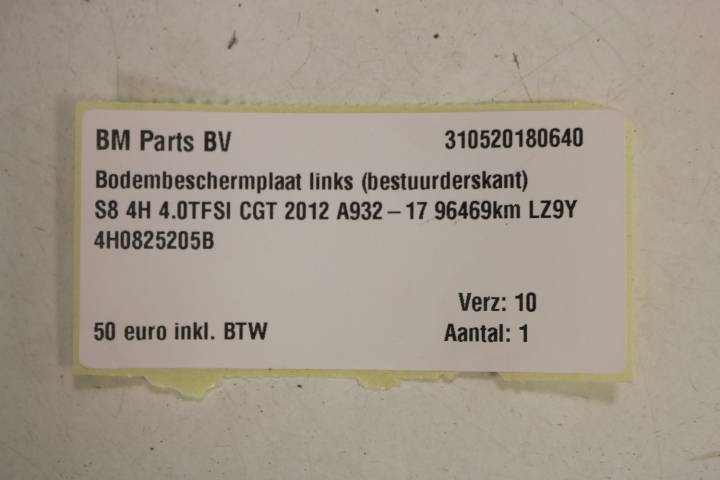 BM Parts BV 310520180640
Bodembeschermplaat links (bestuurderskant)
S8 4H 4.0TFSI CGT 2012 A932-17 96469km LZ9Y
4H0825205B
Verz: 10
50 euro inkl. BTW Aantal: 1